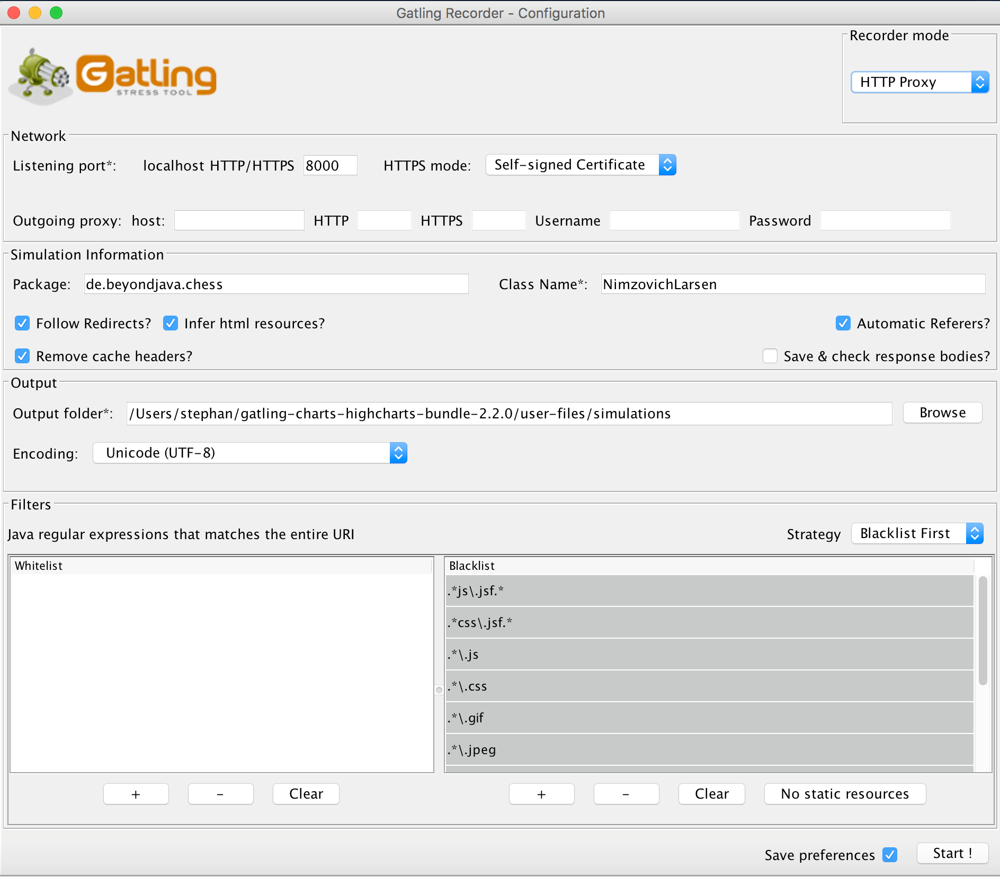 Gatling Recorder - Configuration
Gatling
STRESS TOOL
Recorder mode
HTTP Proxy
Network
Listening port*: localhost HTTP/HTTPS 8000 HTTPS mode: Self-signed Certificate
Outgoing proxy: host: HTTP HTTPS Username Password
Simulation Information
Package: de.beyondjava.chess Class Name*: NimzovichLarsen
Follow Redirects? Infer html resources? Automatic Referers?
Remove cache headers? Save & check response bodies?
Output
Output folder*: /Users/stephan/gatling-charts-highcharts-bundle-2.2.0/user-files/simulations Browse
Encoding: Unicode (UTF-8)
Filters
Java regular expressions that matches the entire URI Strategy Blacklist First
Whitelist Blacklist
.*js\.jsf.*
.*css\.jsf.*
.*\.js
.*\.css
.*\.gif
.*\.jpeg
+ - Clear + - Clear No static resources
Save preferences Start !